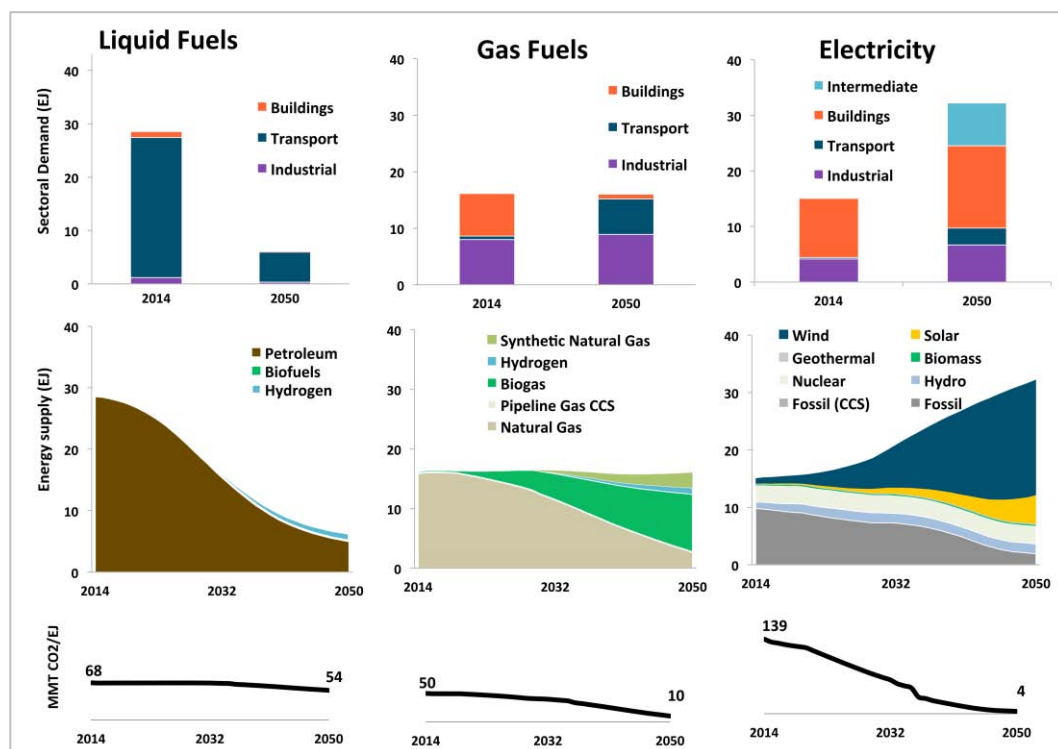 Liquid Fuels
Sectoral Demand (EJ)
40
30
20
10
0
Buildings
Transport
Industrial
2014
2050
Gas Fuels
40
30
20
10
0
Buildings
Transport
Industrial
2014
2050
Electricity
40
30
20
10
0
Intermediate
Buildings
Transport
Industrial
2014
2050
Energy supply (EJ)
40
30
20
10
0
Petroleum
Biofuels
Hydrogen
2014
2032
2050
40
30
20
10
0
Synthetic Natural Gas
Hydrogen
Biogas
Pipeline Gas CCS
Natural Gas
2014
2032
2050
40
30
20
10
0
Wind
Solar
Geothermal
Biomass
Nuclear
Hydro
Fossil (CCS)
Fossil
2014
2032
2050
MMT CO2/EJ
68
54
2014
2032
2050
50
10
2014
2032
2050
139
4
2014
2032
2050